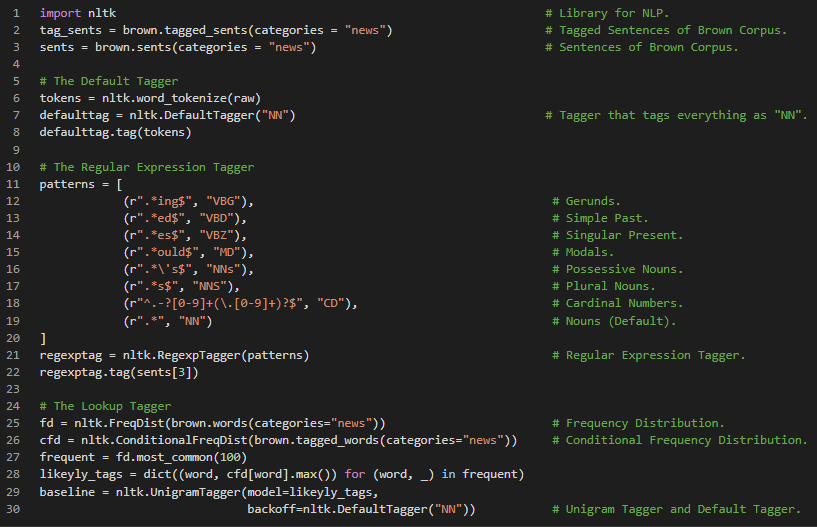 1 import nltk # Library for NLP.
2 tag_sents = brown.tagged_sents(categories = "news") # Tagged Sentences of Brown Corpus.
3 sents = brown.sents(categories = "news") # Sentences of Brown Corpus.
4
5 # The Default Tagger
6 tokens = nltk.word_tokenize(raw)
7 defaulttag = nltk.DefaultTagger("NN") # Tagger that tags everything as "NN".
8 defaulttag.tag(tokens)
9
10 # The Regular Expression Tagger
11 patterns = [
12 (r".*ing$", "VBG"), # Gerunds.
13 (r".*ed$", "VBD"), # Simple Past.
14 (r".*es$", "VBZ"), # Singular Present.
15 (r".*ould$", "MD"), # Modals.
16 (r".*\'s$", "NNs"), # Possessive Nouns.
17 (r".*s$", "NNS"), # Plural Nouns.
18 (r"^.-?[0-9]+(\.[0-9]+)?$", "CD"), # Cardinal Numbers.
19 (r".*", "NN") # Nouns (Default).
20 ]
21 regexptag = nltk.RegexpTagger(patterns) # Regular Expression Tagger.
22 regexptag.tag(sents[3])
23
24 # The Lookup Tagger
25 fd = nltk.FreqDist(brown.words(categories="news")) # Frequency Distribution.
26 cfd = nltk.ConditionalFreqDist(brown.tagged_words(categories="news")) # Conditional Frequency Distribution.
27 frequent = fd.most_common(100)
28 likeyly_tags = dict((word, cfd[word].max()) for (word, _) in frequent)
29 baseline = nltk.UnigramTagger(model=likeyly_tags,
30 backoff=nltk.DefaultTagger("NN")) # Unigram Tagger and Default Tagger.